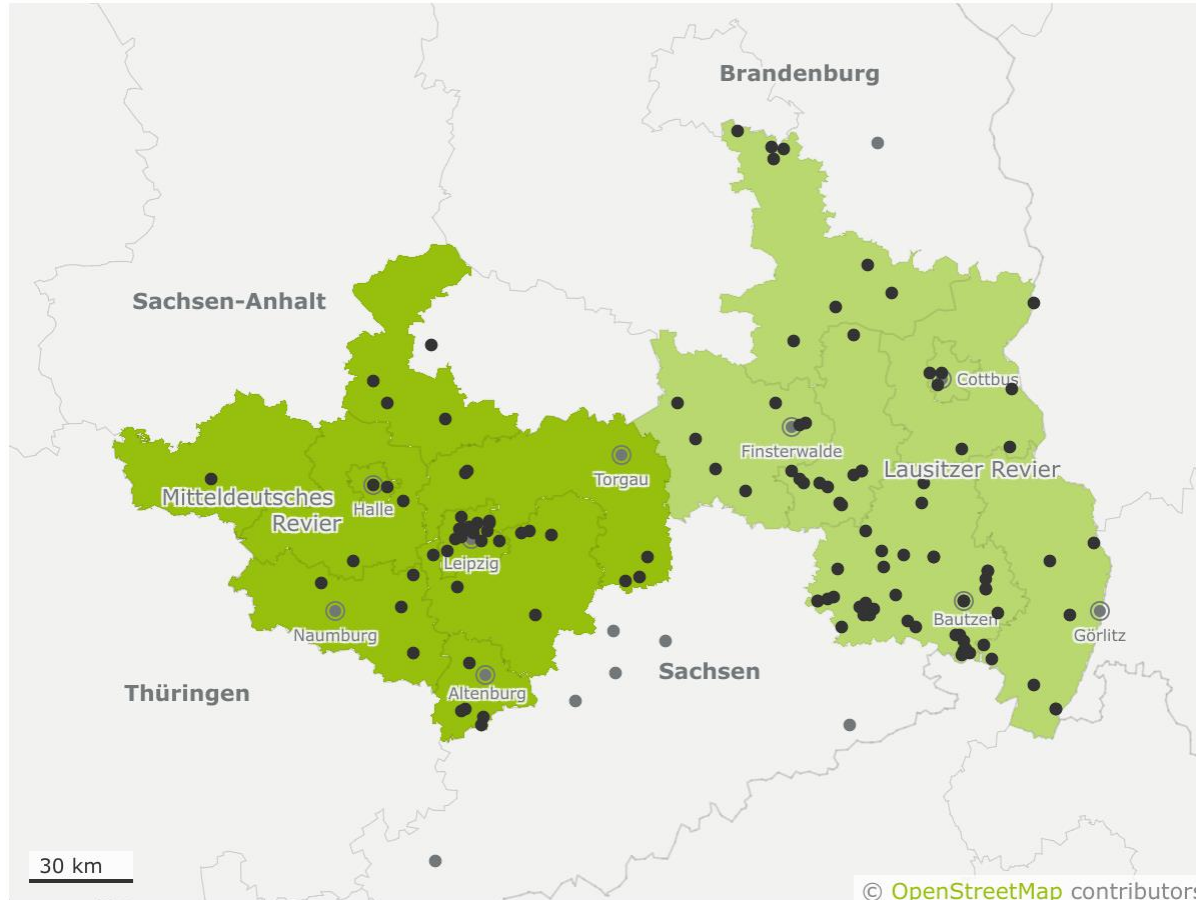 Brandenburg
Sachsen-Anhalt
Cottbus
Finsterwalde
Torgau
Lausitzer Revier
Mitteldeutsches
Revier
Halle
Leipzig
Bautzen
Naumburg
Görlitz
Sachsen
Thüringen
Altenburg
30 km
© OpenStreetMap contributors